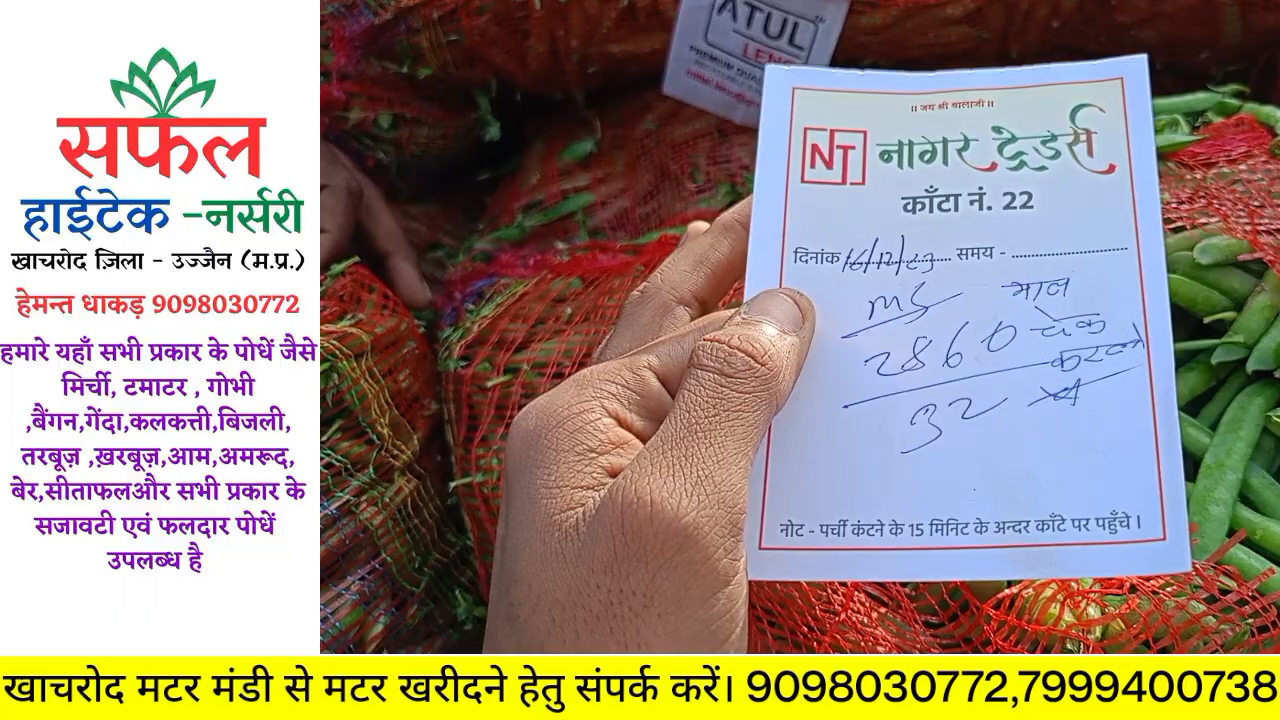 सफल
हाईटेक -नर्सरी
खाचरोद ज़िला - उज्जैन (म.प्र.)
हेमन्त धाकड़ 9098030772
हमारे यहाँ सभी प्रकार के पोधें जैसे
मिर्ची, टमाटर , गोभी
,बैंगन,गेंदा,कलकत्ती,बिजली,
तरबूज़ ,ख़रबूज़,आम,अमरूद,
बेर,सीताफलऔर सभी प्रकार के
सजावटी एवं फलदार पोधें
उपलब्ध है
ATUL
PREMIUM
॥ जय श्री बालाजी॥
NT नागर ट्रेडर्स
काँटा नं. 22
दिनांक 16/12/23 समय -
MS माल
2860 चेक
करलो
32
नोट - पर्ची कंटने के 15 मिनिट के अन्दर काँटे पर पहुँचे ।
खाचरोद मटर मंडी से मटर खरीदने हेतु संपर्क करें। 9098030772,7999400738